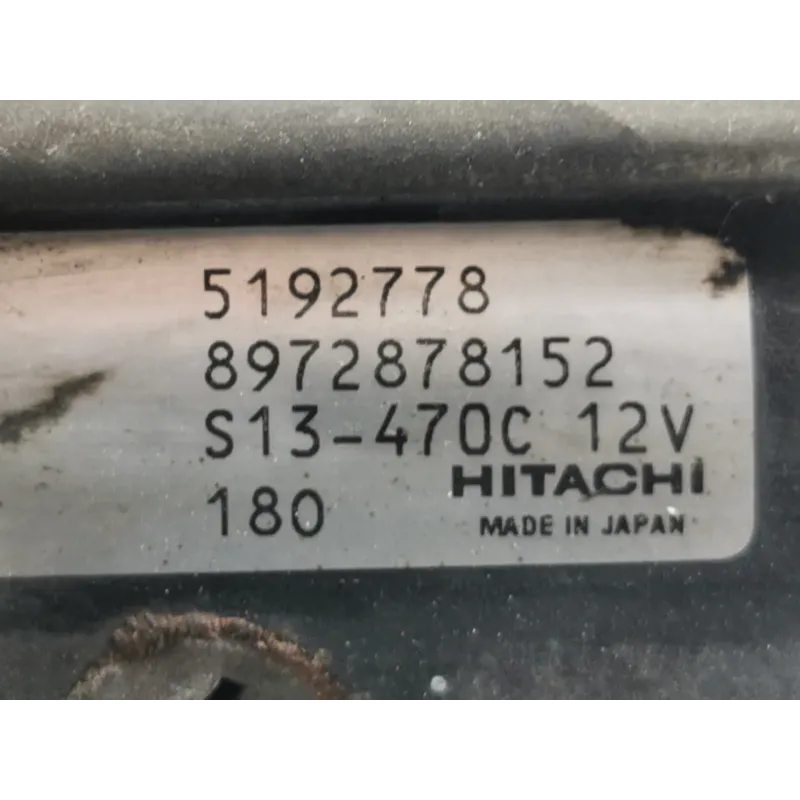 5192778
8972878152
S13-470C 12V
HITACHI
180
MADE IN JAPAN